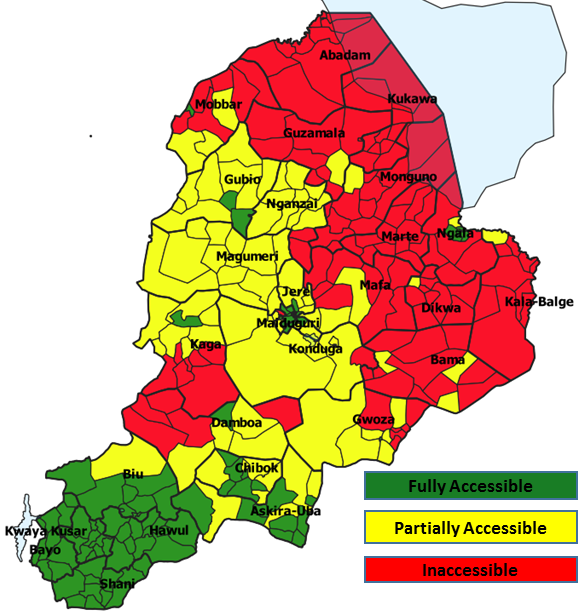 Abadam
Kukawa
Mobbar
Guzamala
Monguno
Gubio
Nganzai
Marte
Ngala
Magumeri
Mafa
Jere
Dikwa
Kala-Balge
Maiduguri
Konduga
Kaga
Bama
Damboa
Gwoza
Chibok
Biu
Askira-Uba
Kwaya Kusar
Hawul
Bayo
Shani
Fully Accessible
Partially Accessible
Inaccessible